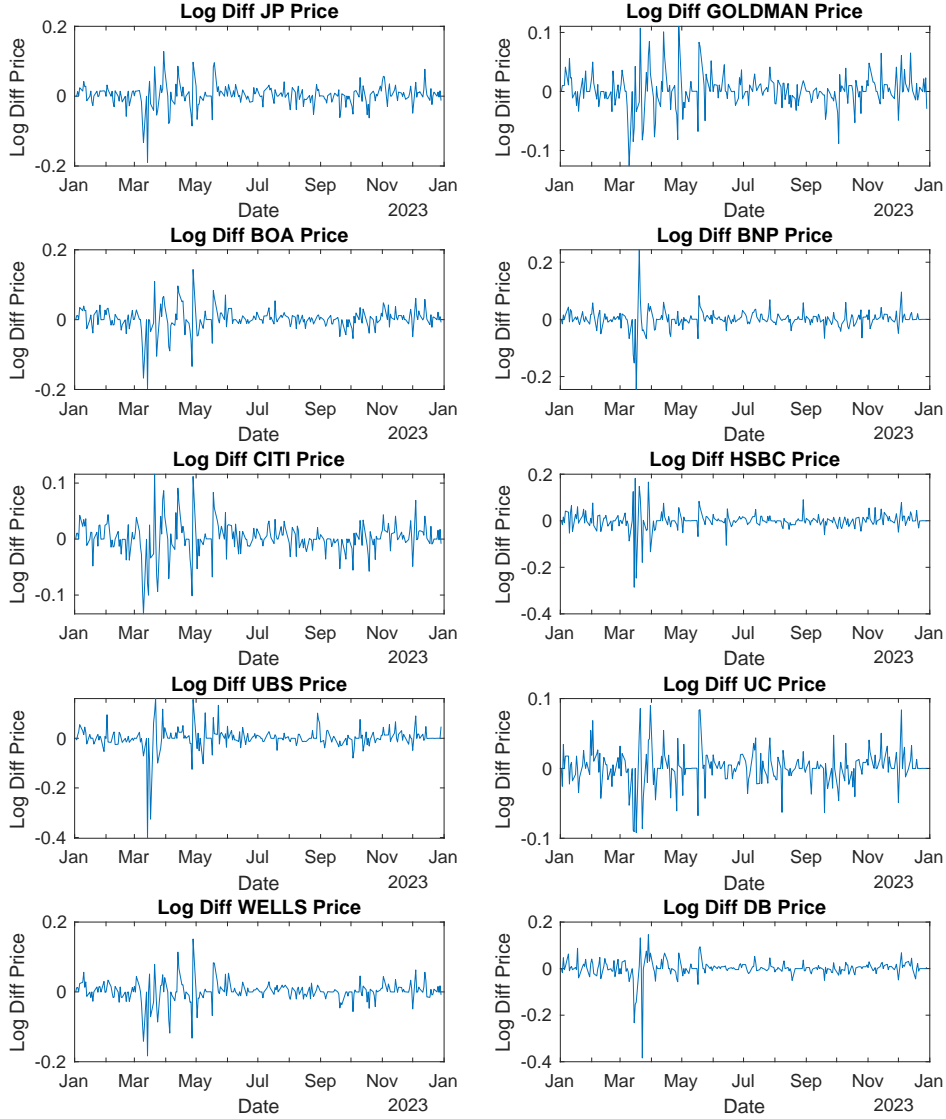 Log Diff JP Price
0.2
0
-0.2
Log Diff Price
Jan Mar May Jul Sep Nov Jan
Date
2023
Log Diff GOLDMAN Price
0.1
0
-0.1
Log Diff Price
Jan Mar May Jul Sep Nov Jan
Date
2023
Log Diff BOA Price
0.2
0
-0.2
Log Diff Price
Jan Mar May Jul Sep Nov Jan
Date
2023
Log Diff BNP Price
0.2
0
-0.2
Log Diff Price
Jan Mar May Jul Sep Nov Jan
Date
2023
Log Diff CITI Price
0.1
0
-0.1
Log Diff Price
Jan Mar May Jul Sep Nov Jan
Date
2023
Log Diff HSBC Price
0.2
0
-0.2
-0.4
Log Diff Price
Jan Mar May Jul Sep Nov Jan
Date
2023
Log Diff UBS Price
0
-0.2
-0.4
Log Diff Price
Jan Mar May Jul Sep Nov Jan
Date
2023
Log Diff UC Price
0.1
0
-0.1
Log Diff Price
Jan Mar May Jul Sep Nov Jan
Date
2023
Log Diff WELLS Price
0.2
0
-0.2
Log Diff Price
Jan Mar May Jul Sep Nov Jan
Date
2023
Log Diff DB Price
0.2
0
-0.2
-0.4
Log Diff Price
Jan Mar May Jul Sep Nov Jan
Date
2023